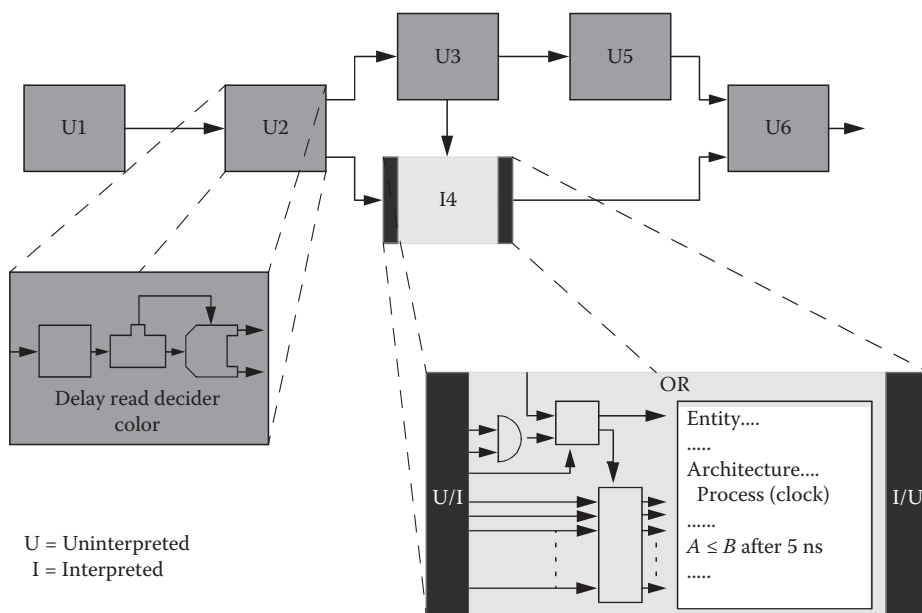 U3
U5
U1
U2
U6
I4
Delay read decider
color
OR
Entity....
.....
Architecture....
Process (clock)
......
A ≤ B after 5 ns
.....
U/I
I/U
U = Uninterpreted
I = Interpreted